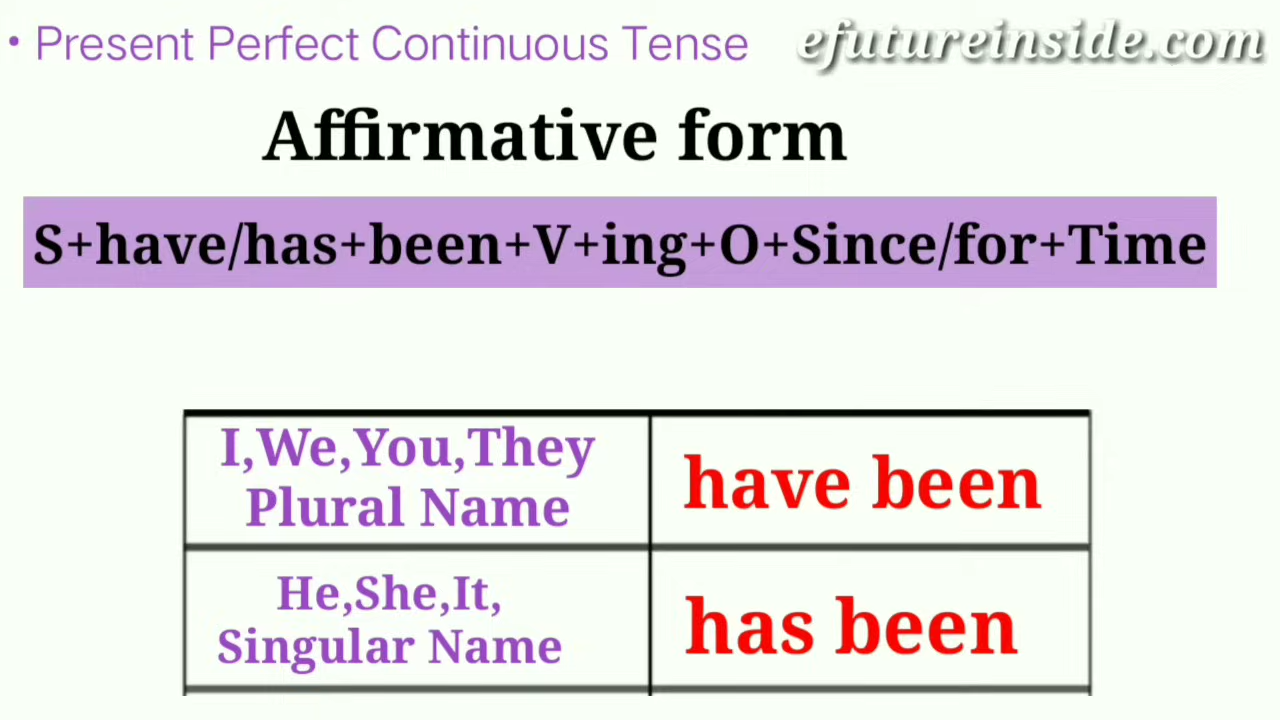 • Present Perfect Continuous Tense
efutureinside.com
Affirmative form
S+have/has+been+V+ing+O+Since/for+Time
I,We,You,They
Plural Name
have been
He,She,It,
Singular Name
has been